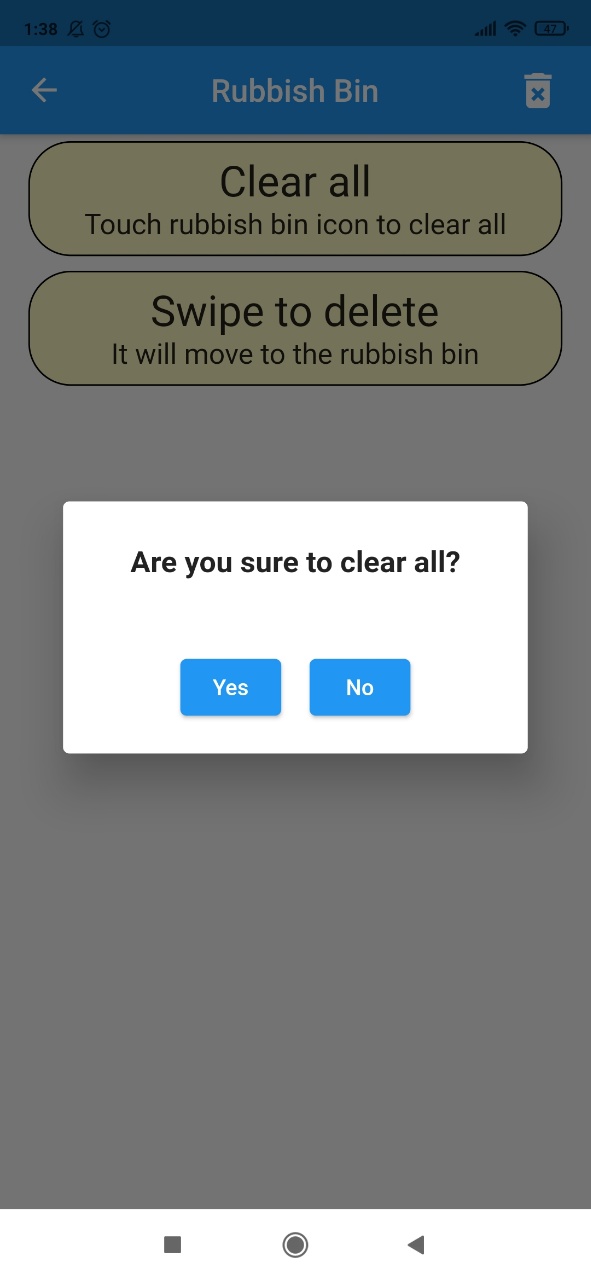 1:38
47
Rubbish Bin
Clear all
Touch rubbish bin icon to clear all
Swipe to delete
It will move to the rubbish bin
Are you sure to clear all?
Yes
No